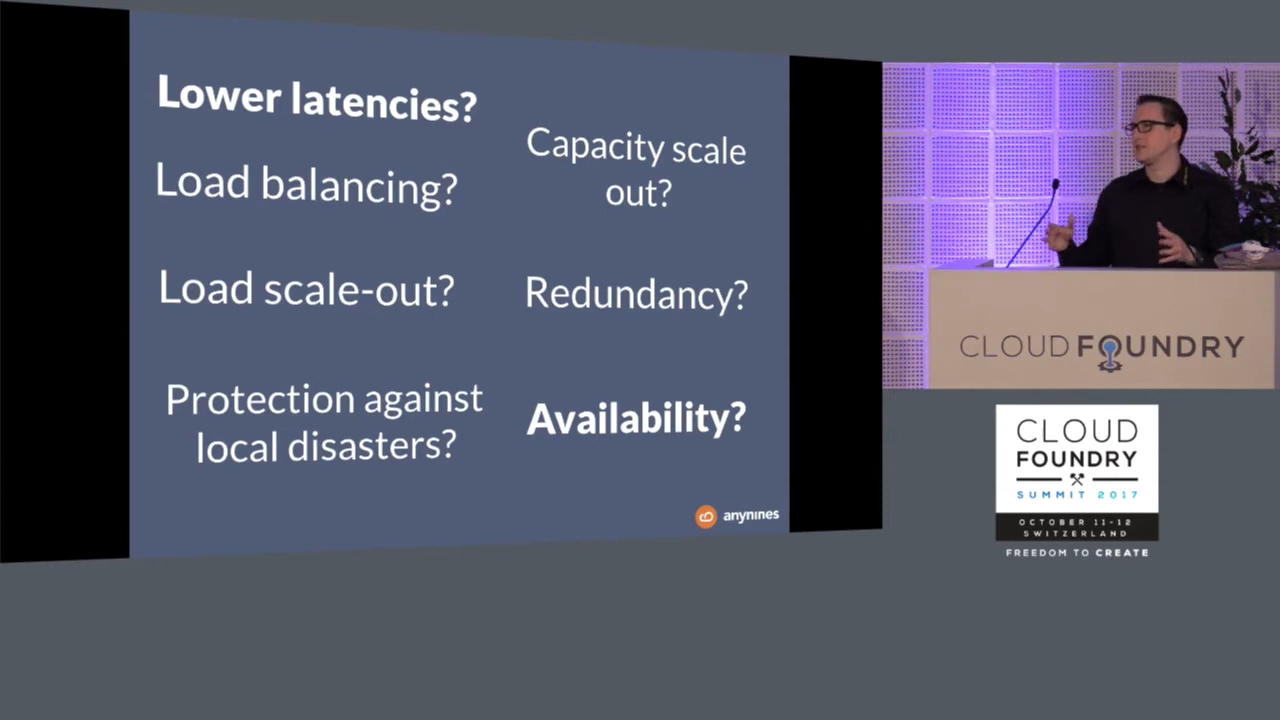 Lower latencies?
Load balancing?
Load scale-out?
Protection against
local disasters?
Capacity scale
out?
Redundancy?
Availability?
anynines
CLOUD FOUNDRY
CLOUD
FOUNDRY
SUMMIT 2017
OCTOBER 11-12
SWITZERLAND
FREEDOM TO CREATE